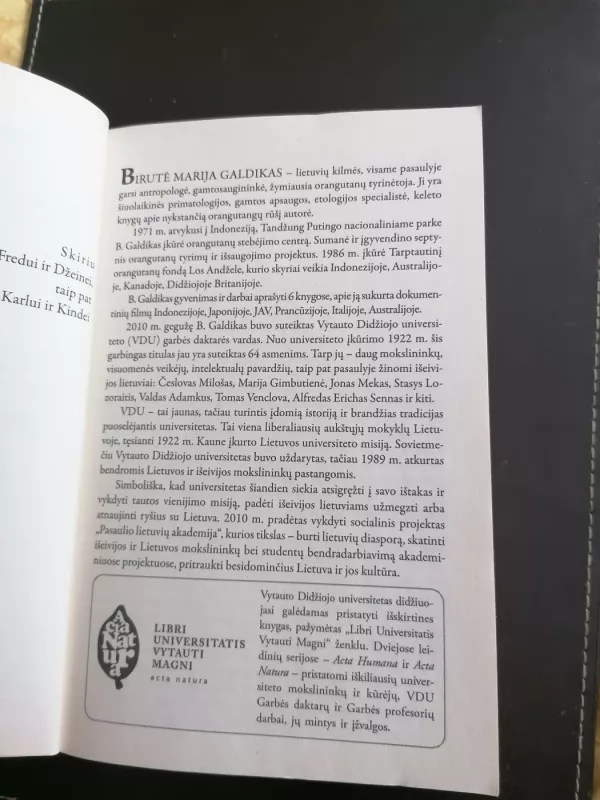 Skiriu
Fredui ir Džeinei,
taip pat
Karlui ir Kindei
BIRUTĖ MARIJA GALDIKAS – lietuvių kilmės, visame pasaulyje
garsi antropologė, gamtosaugininkė, žymiausia orangutanų tyrinėtoja. Ji yra
šiuolaikinės primatologijos, gamtos apsaugos, etologijos specialistė, keleto
knygų apie nykstančią orangutangų rūšį autorė.
1971 m. atvykusi į Indoneziją, Tandžung Putingo nacionaliniame parke
B. Galdikas įkūrė orangutanų stebėjimo centrą. Sumanė ir įgyvendino septy-
nis orangutanų tyrimų ir išsaugojimo projektus. 1986 m. įkūrė Tarptautinį
orangutanų fondą Los Andžele, kurio skyriai veikia Indonezijoje, Australijo-
je, Kanadoje, Didžiojoje Britanijoje.
B. Galdikas gyvenimas ir darbai aprašyti 6 knygose, apie ją sukurta dokumen-
tinių filmų Indonezijoje, Japonijoje, JAV, Prancūzijoje, Italijoje, Australijoje.
2010 m. gegužę B. Galdikas buvo suteiktas Vytauto Didžiojo universi-
teto (VDU) garbės daktarės vardas. Nuo universiteto įkūrimo 1922 m. šis
garbingas titulas jau yra suteiktas 64 asmenims. Tarp jų – daug mokslininkų,
visuomenės veikėjų, intelektualų pavardžių, taip pat pasaulyje žinomi išeivi-
jos lietuviai: Česlovas Milošas, Marija Gimbutienė, Jonas Mekas, Stasys Lo-
zoraitis, Valdas Adamkus, Tomas Venclova, Alfredas Erichas Sennas ir kiti.
VDU – tai jaunas, tačiau turintis įdomią istoriją ir brandžias tradicijas
puoselėjantis universitetas. Tai viena liberaliausių aukštųjų mokyklų Lietu-
voje, tęsianti 1922 m. Kaune įkurto Lietuvos universiteto misiją. Sovietme-
čiu Vytauto Didžiojo universitetas buvo uždarytas, tačiau 1989 m. atkurtas
bendromis Lietuvos ir išeivijos mokslininkų pastangomis.
Simboliška, kad universitetas šiandien siekia atsigręžti į savo ištakas ir
vykdyti tautos vienijimo misiją, padėti išeivijos lietuviams užmegzti arba
atnaujinti ryšius su Lietuva. 2010 m. pradėtas vykdyti socialinis projektas
„Pasaulio lietuvių akademija“, kurios tikslas – burti lietuvių diasporą, skatinti
išeivijos ir Lietuvos mokslininkų bei studentų bendradarbiavimą akademi-
niuose projektuose, pritraukti besidominčius Lietuva ir jos kultūra.
Acta Natura
LIBRI
UNIVERSITATIS
VYTAUTI
MAGNI
acta natura
Vytauto Didžiojo universitetas didžiuo-
jasi galėdamas pristatyti išskirtines
knygas, pažymėtas „Libri Universitatis
Vytauti Magni“ ženklu. Dviejose lei-
dinių serijose – Acta Humana ir Acta
Natura – pristatomi iškiliausių univer-
siteto mokslininkų ir kūrėjų, VDU
Garbės daktarų ir Garbės profesorių
darbai, jų mintys ir įžvalgos.